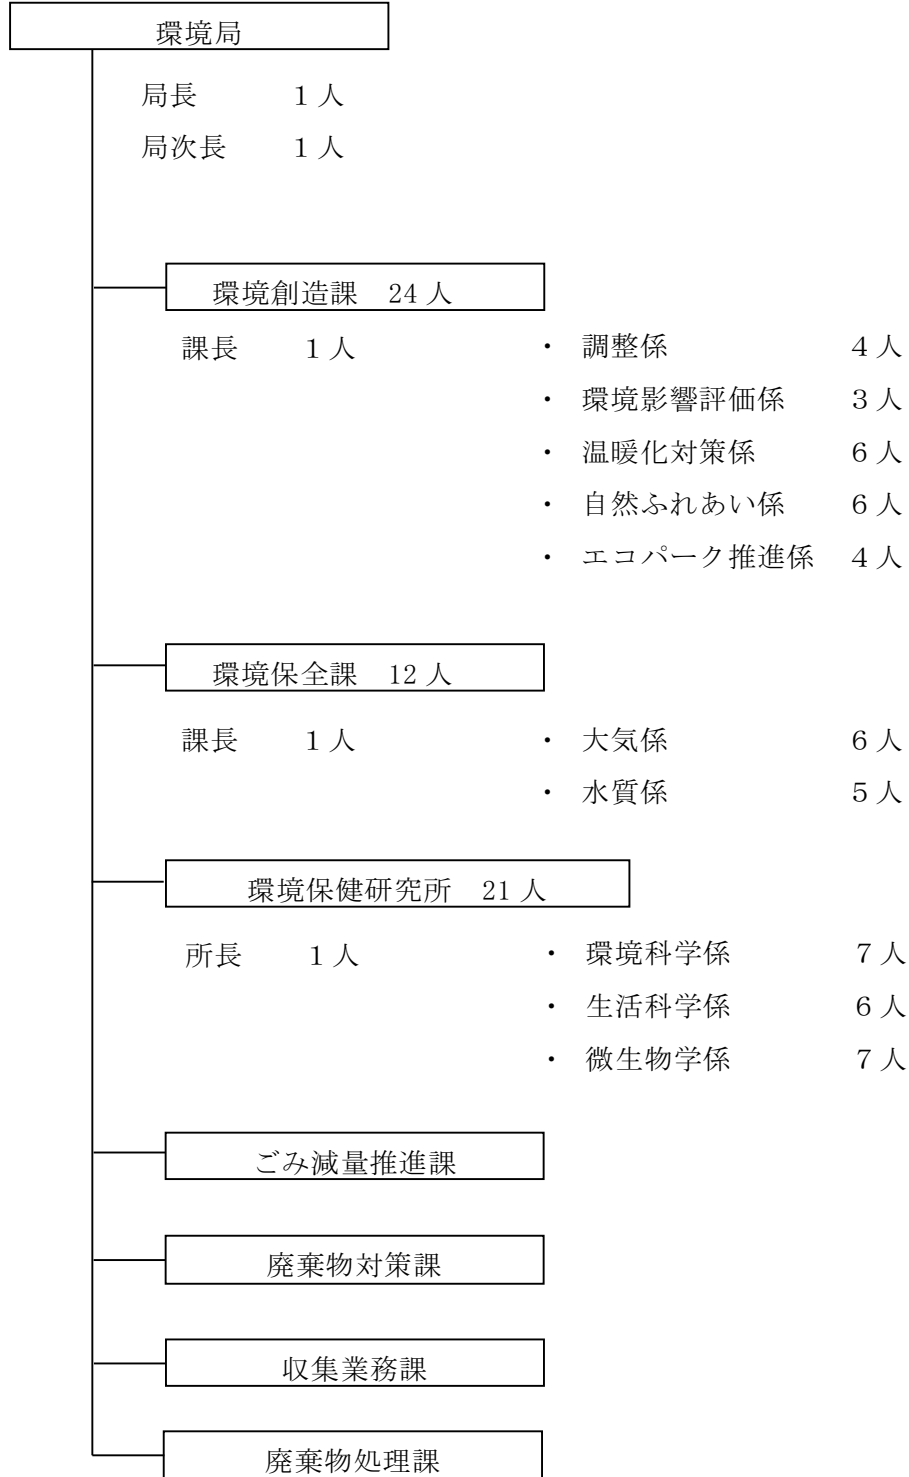 環境局
局長　１人
局次長　１人
環境創造課　24人
課長　１人　・　調整係　４人
・　環境影響評価係　３人
・　温暖化対策係　６人
・　自然ふれあい係　６人
・　エコパーク推進係　４人
環境保全課　12人
課長　１人　・　大気係　６人
・　水質係　５人
環境保健研究所　21人
所長　１人　・　環境科学係　７人
・　生活科学係　６人
・　微生物学係　７人
ごみ減量推進課
廃棄物対策課
収集業務課
廃棄物処理課